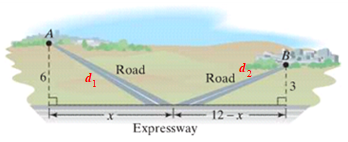 A
B
6
d₁
Road
Road
d₂
3
x
12 – x
Expressway